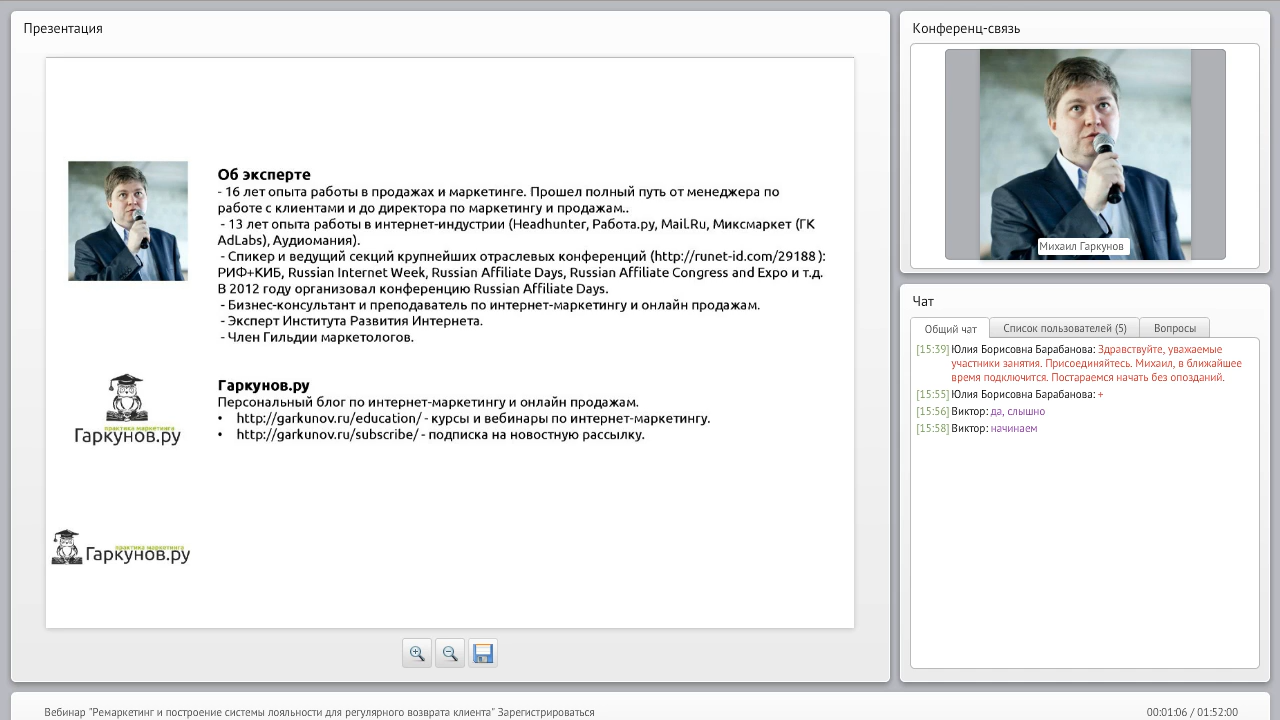 Презентация
Об эксперте
- 16 лет опыта работы в продажах и маркетинге. Прошел полный путь от менеджера по
работе с клиентами и до директора по маркетингу и продажам..
- 13 лет опыта работы в интернет-индустрии (Headhunter, Работа.ру, Mail.Ru, Миксмаркет (ГК
AdLabs), Аудиомания).
- Спикер и ведущий секций крупнейших отраслевых конференций (http://runet-id.com/29188 ):
РИФ+КИБ, Russian Internet Week, Russian Affiliate Days, Russian Affiliate Congress and Expo и т.д.
В 2012 году организовал конференцию Russian Affiliate Days.
- Бизнес-консультант и преподаватель по интернет-маркетингу и онлайн продажам.
- Эксперт Института Развития Интернета.
- Член Гильдии маркетологов.
практика маркетинга
Гаркунов.ру
Гаркунов.ру
Персональный блог по интернет-маркетингу и онлайн продажам.
• http://garkunov.ru/education/ - курсы и вебинары по интернет-маркетингу.
• http://garkunov.ru/subscribe/ - подписка на новостную рассылку.
практика маркетинга
Гаркунов.ру
Конференц-связь
Михаил Гаркунов
Чат
Общий чат Список пользователей (5) Вопросы
[15:39] Юлия Борисовна Барабанова: Здравствуйте, уважаемые
участники занятия. Присоединяйтесь. Михаил, в ближайшее
время подключится. Постараемся начать без опозданий.
[15:55] Юлия Борисовна Барабанова: +
[15:56] Виктор: да, слышно
[15:58] Виктор: начинаем
Вебинар "Ремаркетинг и построение системы лояльности для регулярного возврата клиента" Зарегистрироваться
00:01:06 / 01:52:00